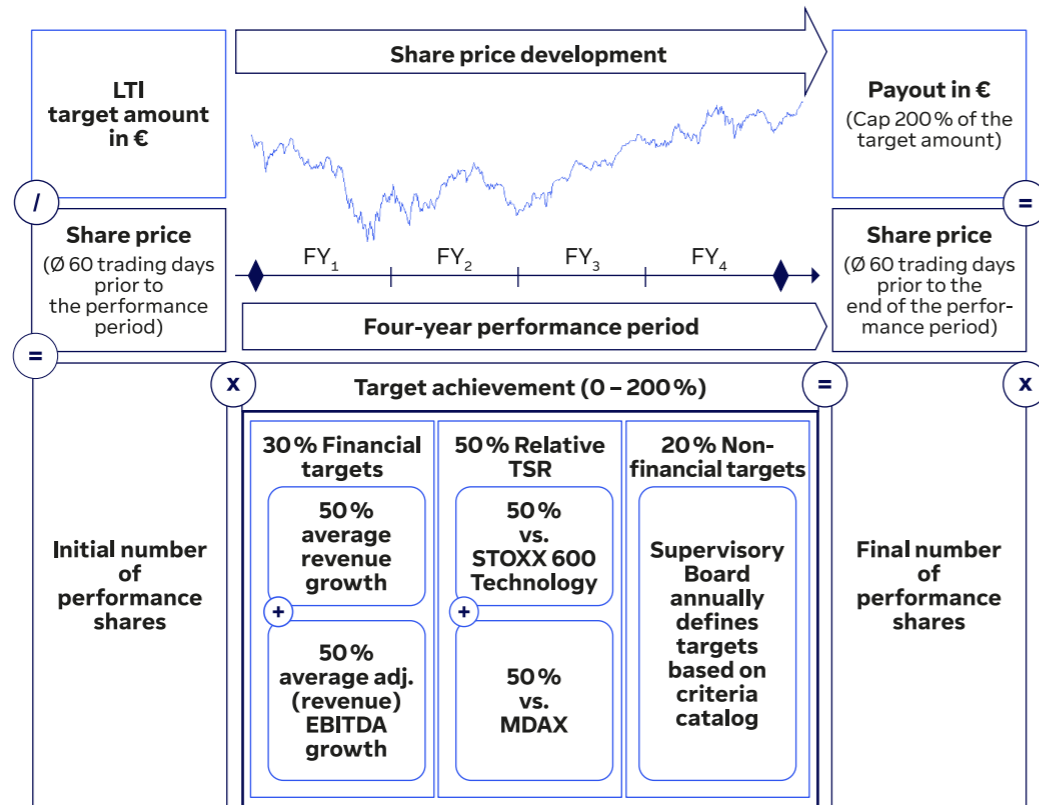 LTI
target amount
in €
/
Share price
(Ø 60 trading days
prior to
the performance
period)
=
Initial number
of
performance
shares
x
Share price development
FY1
FY2
FY3
FY4
Four-year performance period
Target achievement (0 – 200 %)
30 % Financial
targets
50 %
average
revenue
growth
+
50 %
average adj.
(revenue)
EBITDA
growth
50 % Relative
TSR
50 %
vs.
STOXX 600
Technology
+
50 %
vs.
MDAX
20 % Non-
financial targets
Supervisory
Board
annually
defines
targets
based on
criteria
catalog
=
Final number
of
performance
shares
x
Share price
(Ø 60 trading days
prior to the
end of the perfor-
mance period)
=
Payout in €
(Cap 200 % of the
target amount)